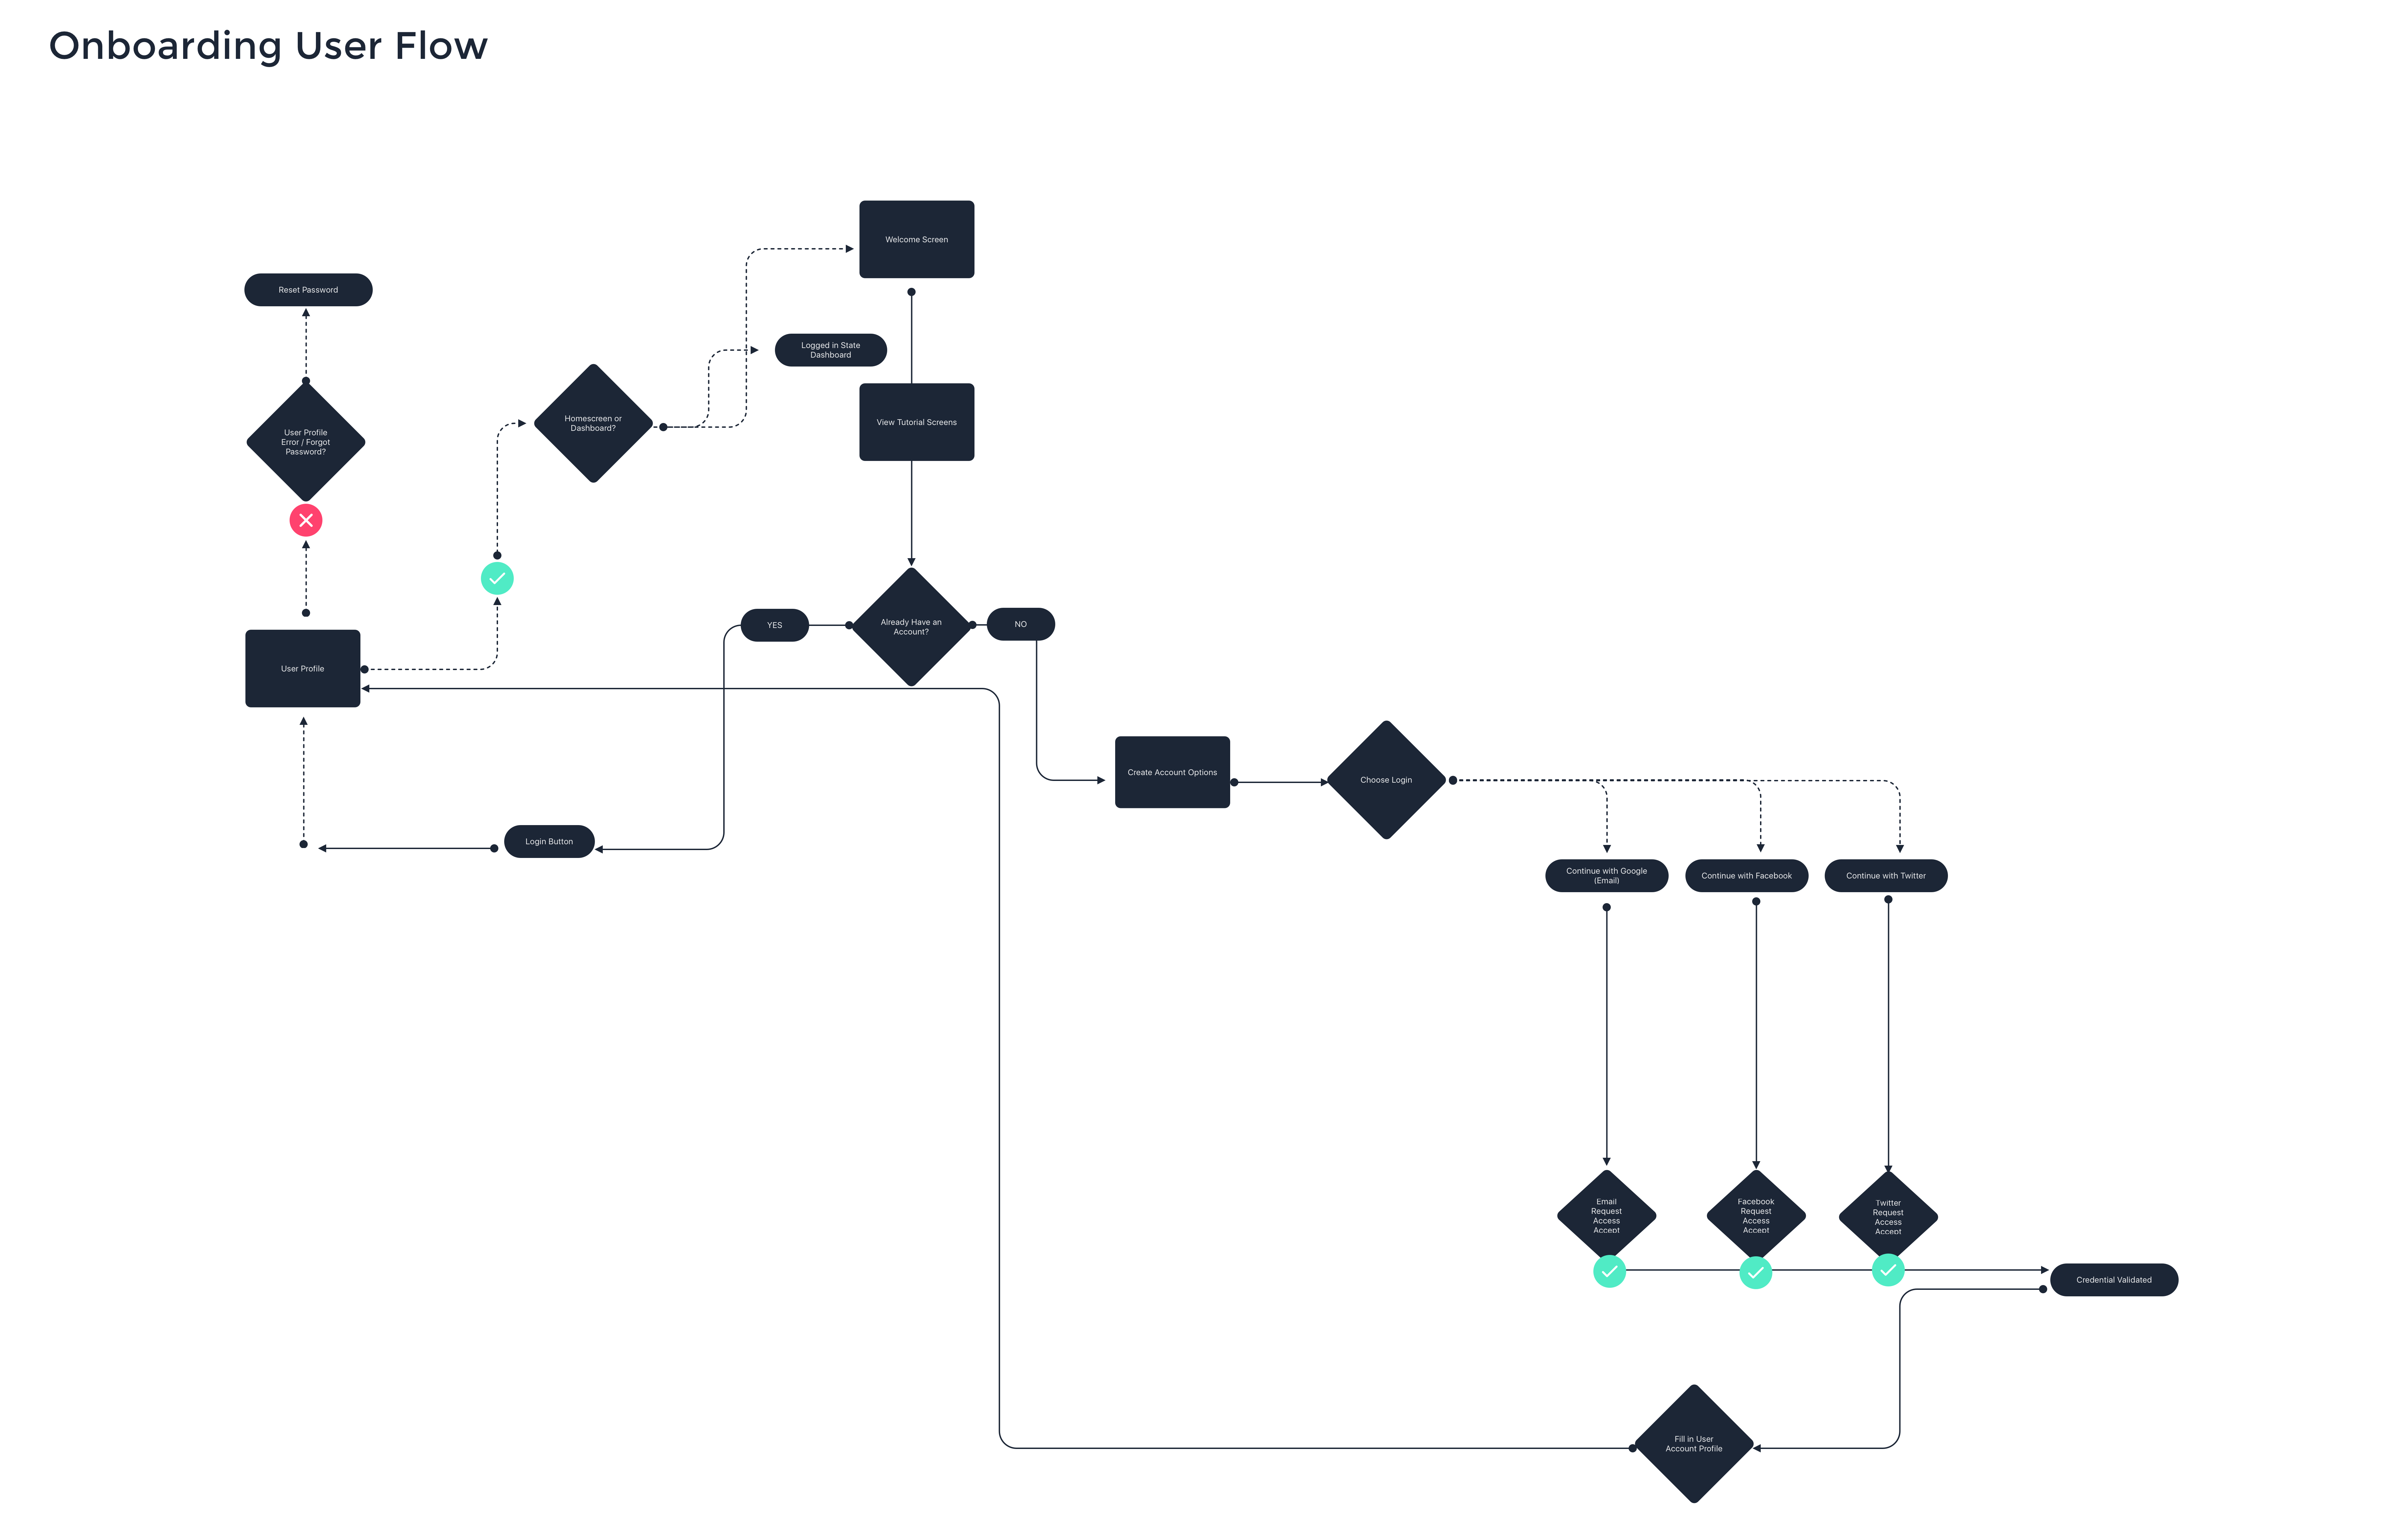 Onboarding User Flow
Welcome Screen
Reset Password
Logged in State
Dashboard
Homescreen or
Dashboard?
View Tutorial Screens
User Profile
Error / Forgot
Password?
YES
Already Have an
Account?
NO
User Profile
Create Account Options
Choose Login
Login Button
Continue with Google
(Email)
Continue with Facebook
Continue with Twitter
Email
Request
Access
Accept
Facebook
Request
Access
Accept
Twitter
Request
Access
Accept
Credential Validated
Fill in User
Account Profile